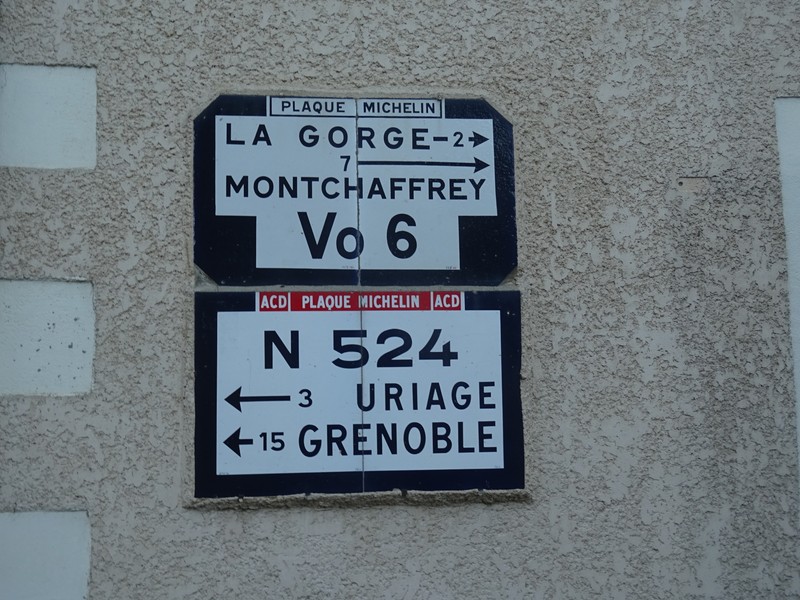 PLAQUE MICHELIN
LA GORGE 2
7
MONTCHAFFREY
Vo 6
ACD PLAQUE MICHELIN ACD
N 524
3 URIAGE
15 GRENOBLE